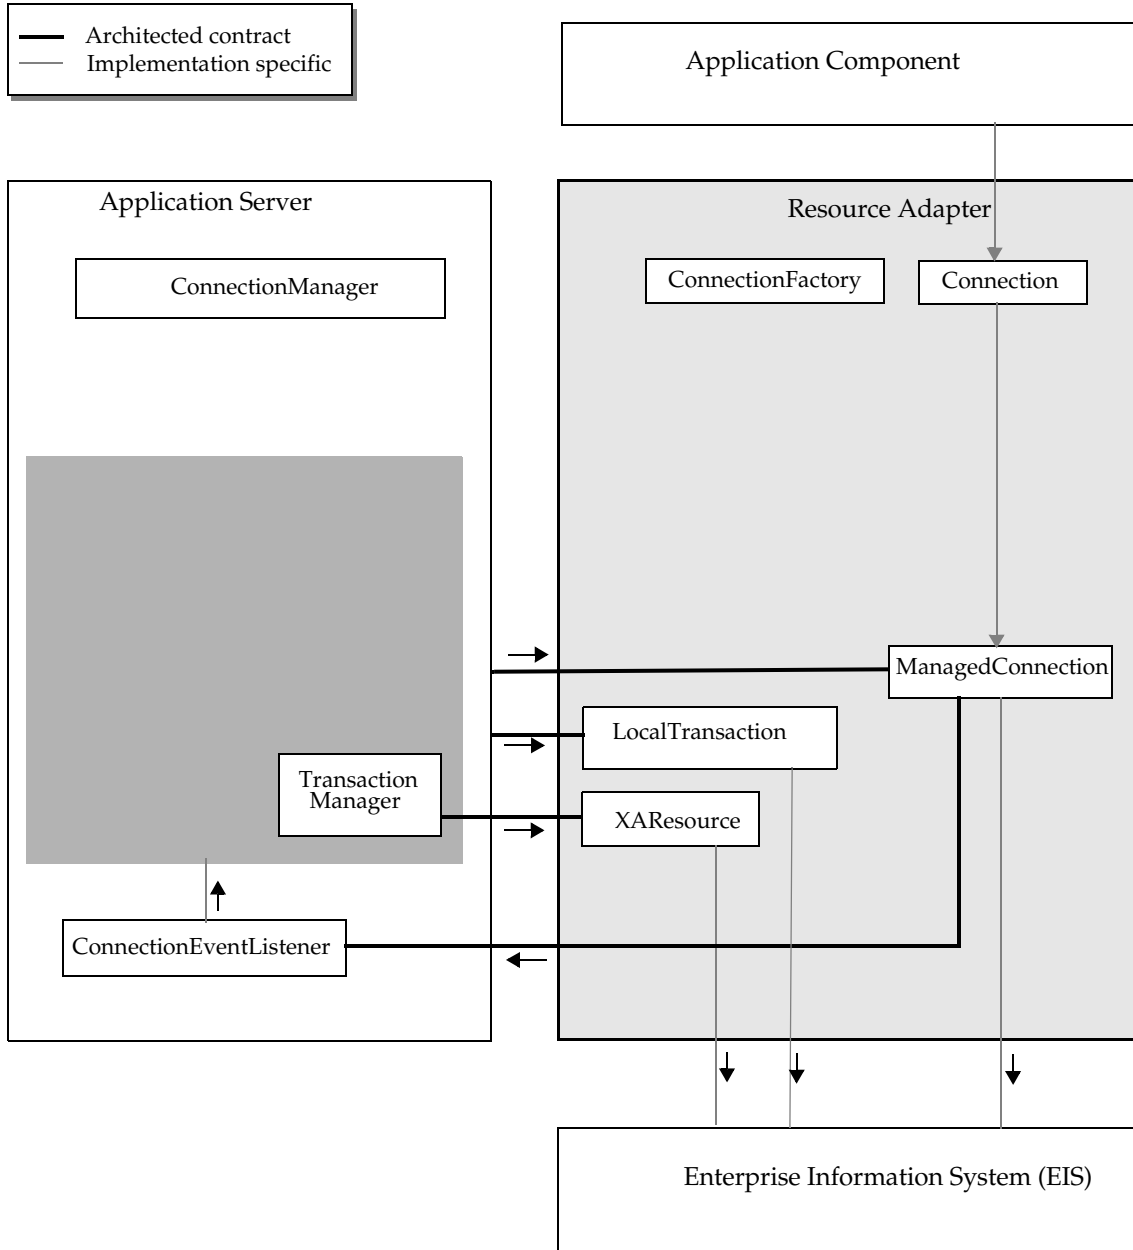 Architected contract
Implementation specific
Application Component
Application Server
Resource Adapter
ConnectionManager
ConnectionFactory
Connection
ManagedConnection
LocalTransaction
Transaction
Manager
XAResource
ConnectionEventListener
Enterprise Information System (EIS)